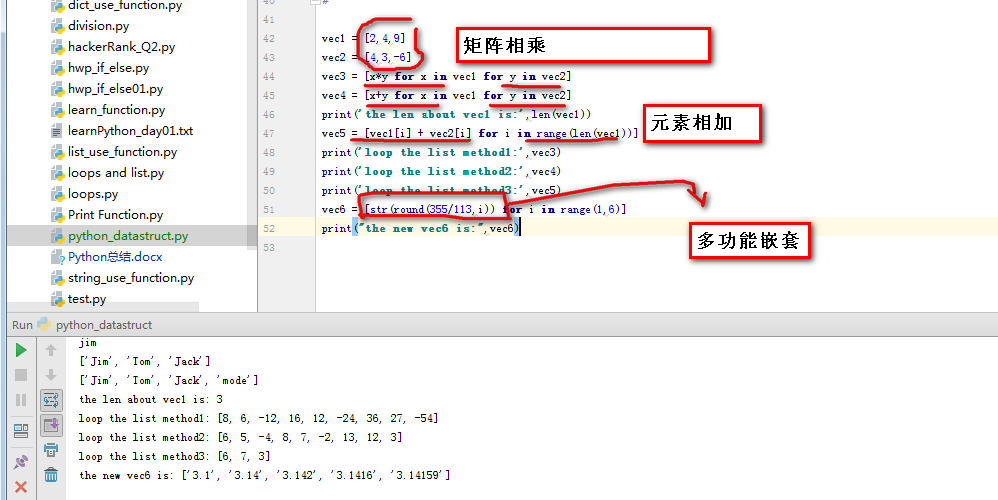 dict_use_function.py
division.py
hackerRank_Q2.py
hwp_if_else.py
hwp_if_else01.py
learn_function.py
learnPython_day01.txt
list_use_function.py
loops and list.py
loops.py
Print Function.py
python_datastruct.py
Python总结.docx
string_use_function.py
test.py
40 #
41
42 vec1 = [2,4,9]
43 vec2 = [4,3,-6]
44 vec3 = [x*y for x in vec1 for y in vec2]
45 vec4 = [x+y for x in vec1 for y in vec2]
46 print('the len about vec1 is:',len(vec1))
47 vec5 = [vec1[i] + vec2[i] for i in range(len(vec1))]
48 print('loop the list method1:',vec3)
49 print('loop the list method2:',vec4)
50 print('loop the list method3:',vec5)
51 vec6 = [str(round(355/113,i)) for i in range(1,6)]
52 print("the new vec6 is:",vec6)
53
矩阵相乘
元素相加
多功能嵌套
Run python_datastruct
jim
['Jim', 'Tom', 'Jack']
['Jim', 'Tom', 'Jack', 'mode']
the len about vec1 is: 3
loop the list method1: [8, 6, -12, 16, 12, -24, 36, 27, -54]
loop the list method2: [6, 5, -4, 8, 7, -2, 13, 12, 3]
loop the list method3: [6, 7, 3]
the new vec6 is: ['3.1', '3.14', '3.142', '3.1416', '3.14159']